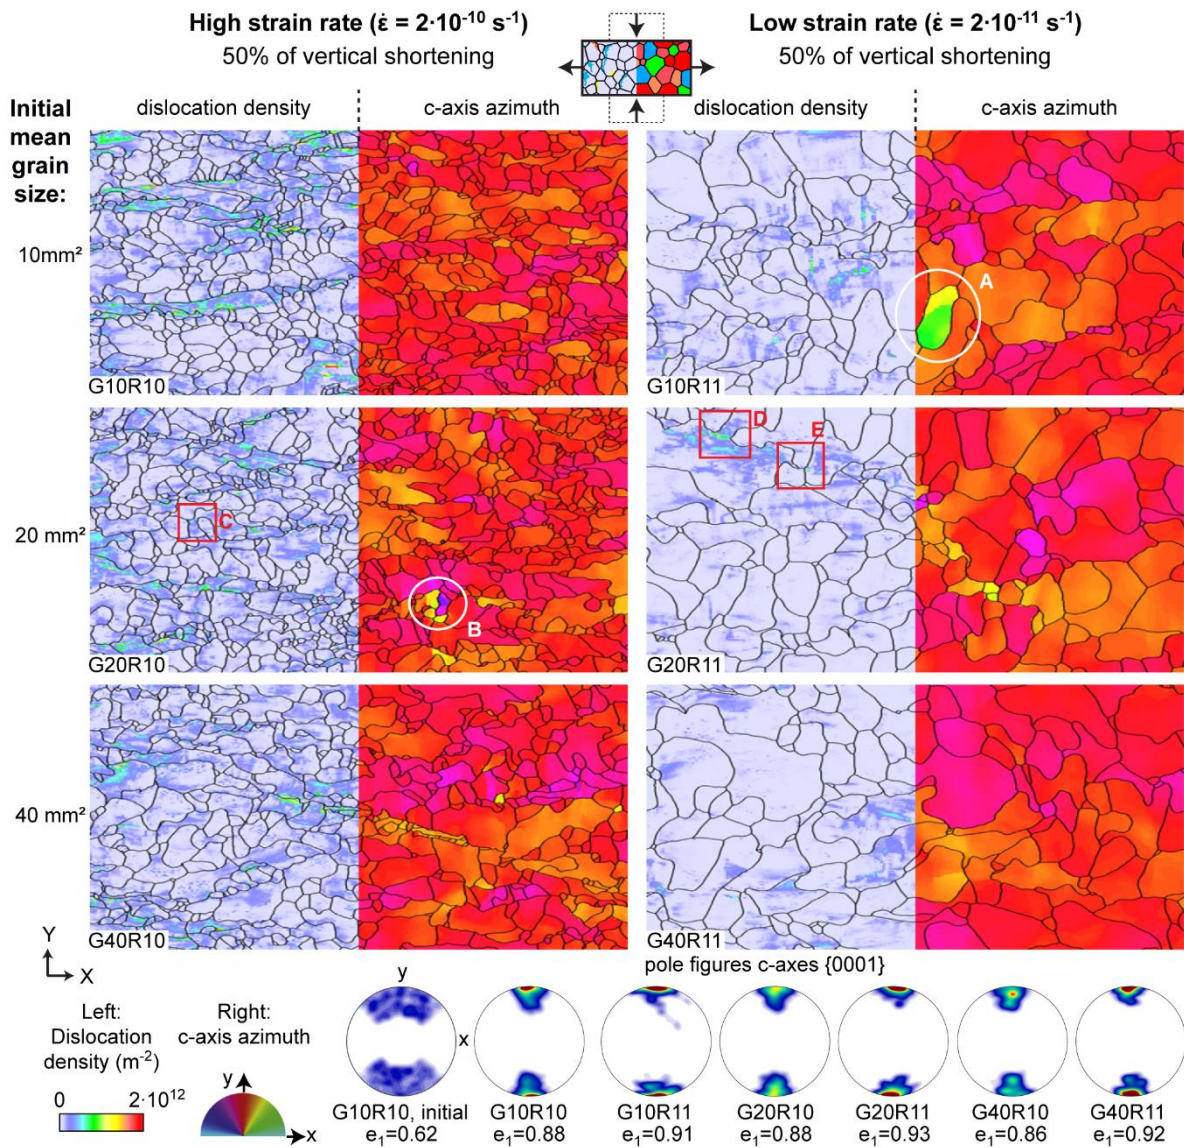 High strain rate (ε̇ = 2·10⁻¹⁰ s⁻¹)
50% of vertical shortening
Low strain rate (ε̇ = 2·10⁻¹¹ s⁻¹)
50% of vertical shortening
Initial
mean
grain
size:
dislocation density
c-axis azimuth
dislocation density
c-axis azimuth
10mm²
G10R10
A
G10R11
20 mm²
C
B
G20R10
D
E
G20R11
40 mm²
G40R10
G40R11
Y
X
pole figures c-axes {0001}
Left:
Dislocation
density (m⁻²)
0 2·10¹²
Right:
c-axis azimuth
y
x
y
x
G10R10, initial
e₁=0.62
G10R10
e₁=0.88
G10R11
e₁=0.91
G20R10
e₁=0.88
G20R11
e₁=0.93
G40R10
e₁=0.86
G40R11
e₁=0.92